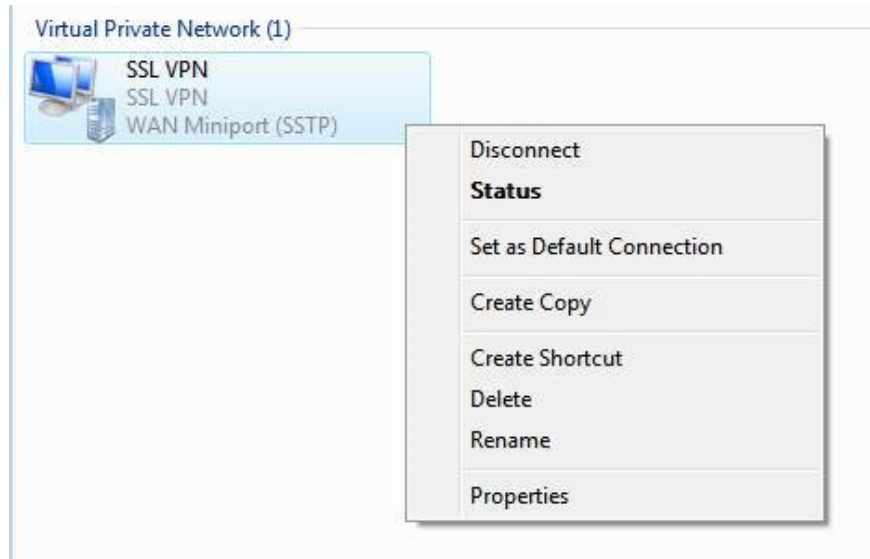 Virtual Private Network (1)
SSL VPN
SSL VPN
WAN Miniport (SSTP)
Disconnect
Status
Set as Default Connection
Create Copy
Create Shortcut
Delete
Rename
Properties